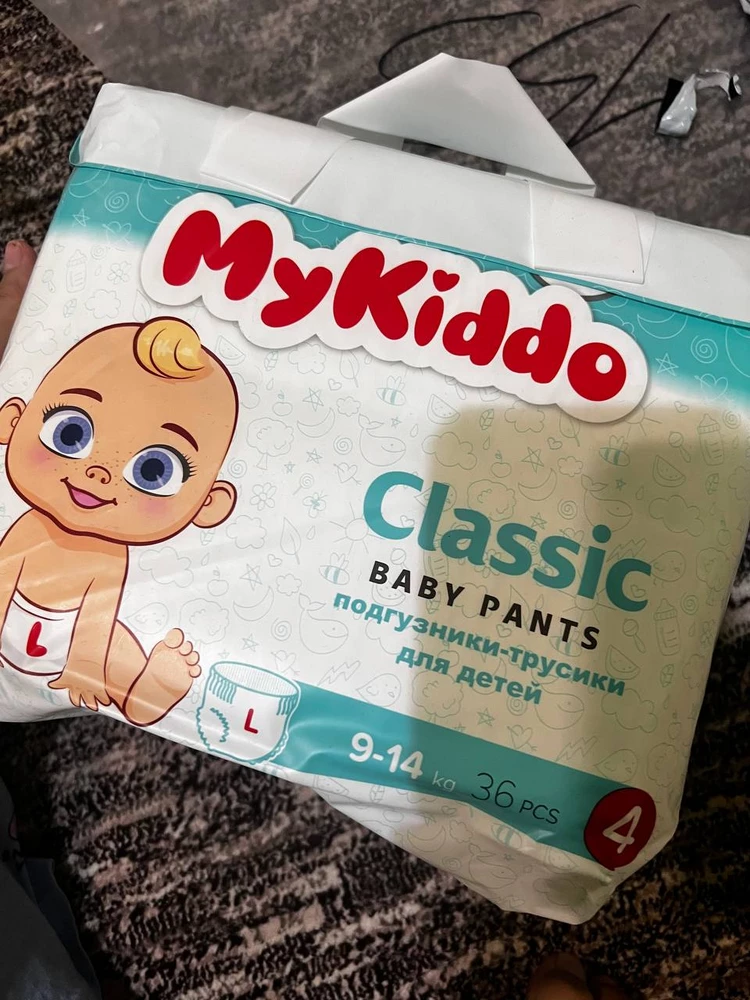 MyKiddo
Classic
BABY PANTS
подгузники-трусики
для детей
L
L
9-14 kg 36 PCS 4